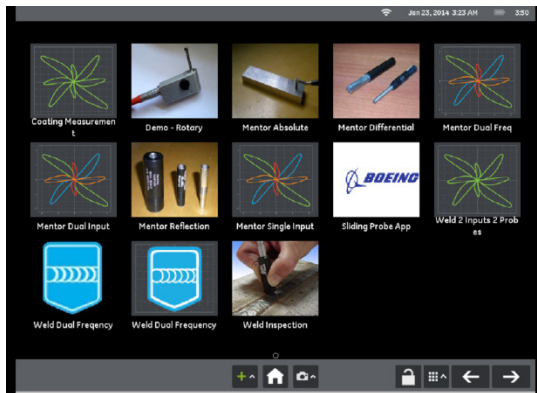 Jan 23, 2014 3:23 AM 3:50
Coating Measuremen
t
Demo - Rotary
Mentor Absolute
Mentor Differential
Mentor Dual Freq
Mentor Dual Input
Mentor Reflection
Mentor Single Input
BOEING
Sliding Probe App
Weld 2 Inputs 2 Prob
es
Weld Dual Freqency
Weld Dual Frequency
Weld Inspection